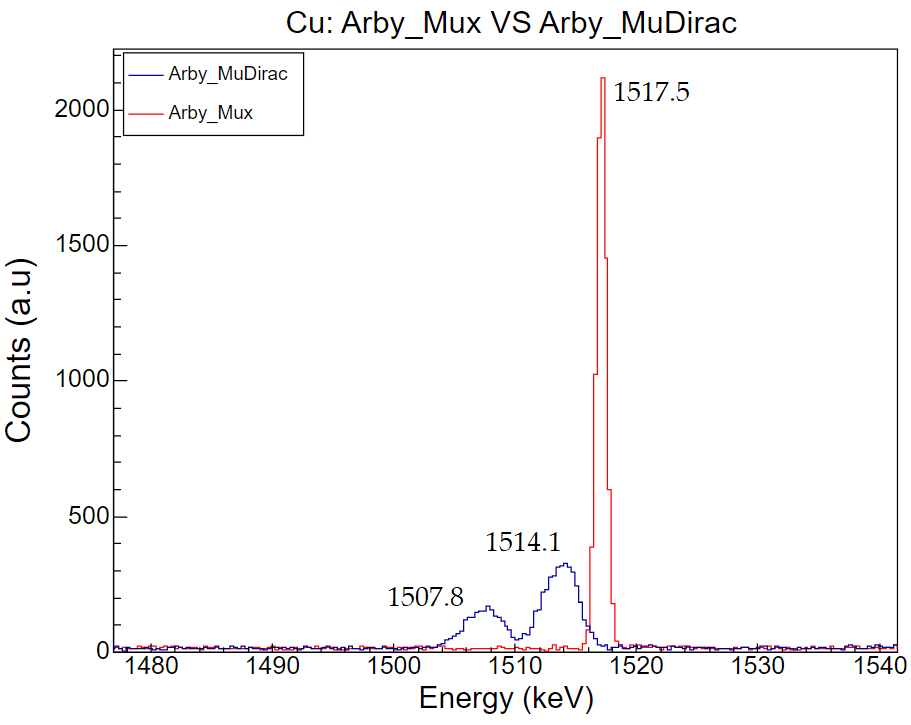 Cu: Arby_Mux VS Arby_MuDirac
Arby_MuDirac
Arby_Mux
1517.5
1514.1
1507.8
2000
1500
1000
500
0
Counts (a.u)
1480 1490 1500 1510 1520 1530 1540
Energy (keV)